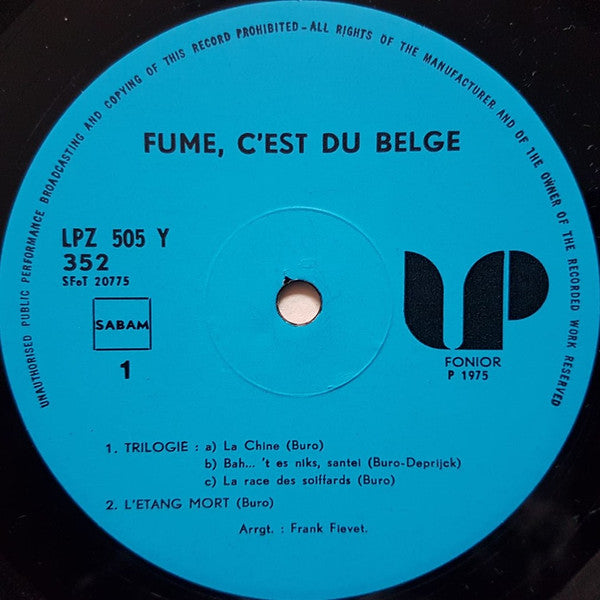 UNAUTHORISED PUBLIC PERFORMANCE BROADCASTING AND COPYING OF THIS RECORD PROHIBITED – ALL RIGHTS OF THE MANUFACTURER AND OF THE OWNER OF THE RECORDED WORK RESERVED
FUME, C'EST DU BELGE
LPZ 505 Y
352
SFoT 20775
SABAM
1
UP
FONIOR
P 1975
1. TRILOGIE : a) La Chine (Buro)
b) Bah... 't es niks, santei (Buro-Deprijck)
c) La race des soiffards (Buro)
2. L'ETANG MORT (Buro)
Arrgt. : Frank Fievet.